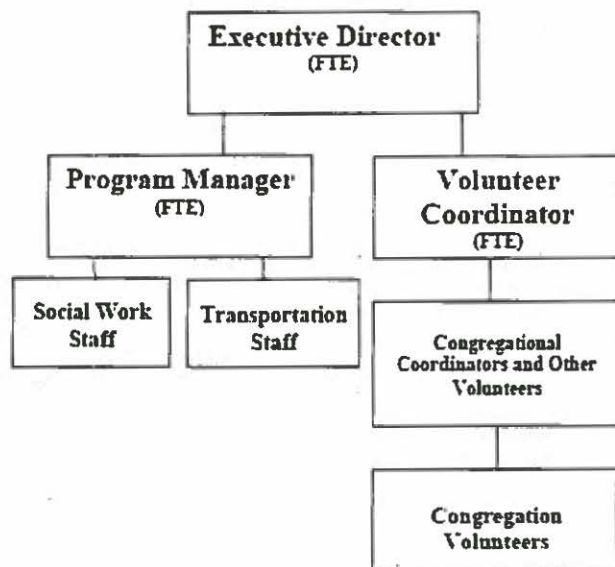 Executive Director
(FTE)
Program Manager
(FTE)
Volunteer
Coordinator
(FTE)
Social Work
Staff
Transportation
Staff
Congregational
Coordinators and Other
Volunteers
Congregation
Volunteers